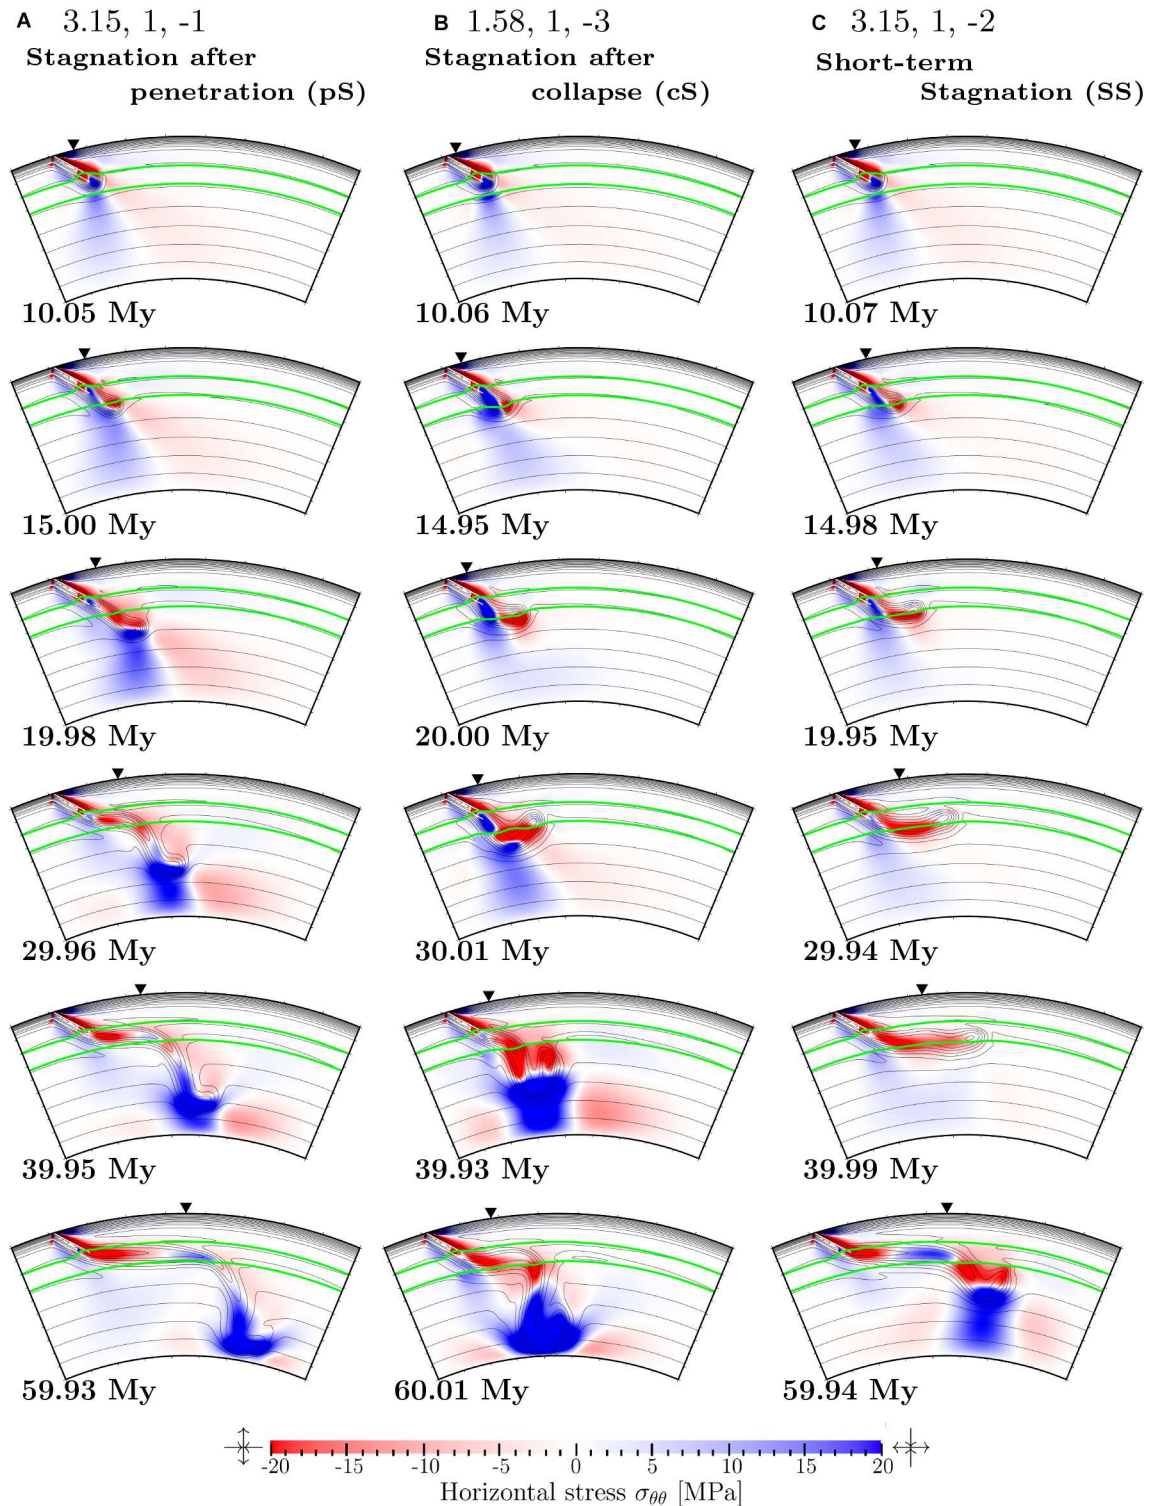 A 3.15, 1, -1
Stagnation after
penetration (pS)
B 1.58, 1, -3
Stagnation after
collapse (cS)
C 3.15, 1, -2
Short-term
Stagnation (SS)
10.05 My
10.06 My
10.07 My
15.00 My
14.95 My
14.98 My
19.98 My
20.00 My
19.95 My
29.96 My
30.01 My
29.94 My
39.95 My
39.93 My
39.99 My
59.93 My
60.01 My
59.94 My
-20 -15 -10 -5 0 5 10 15 20
Horizontal stress σθθ [MPa]